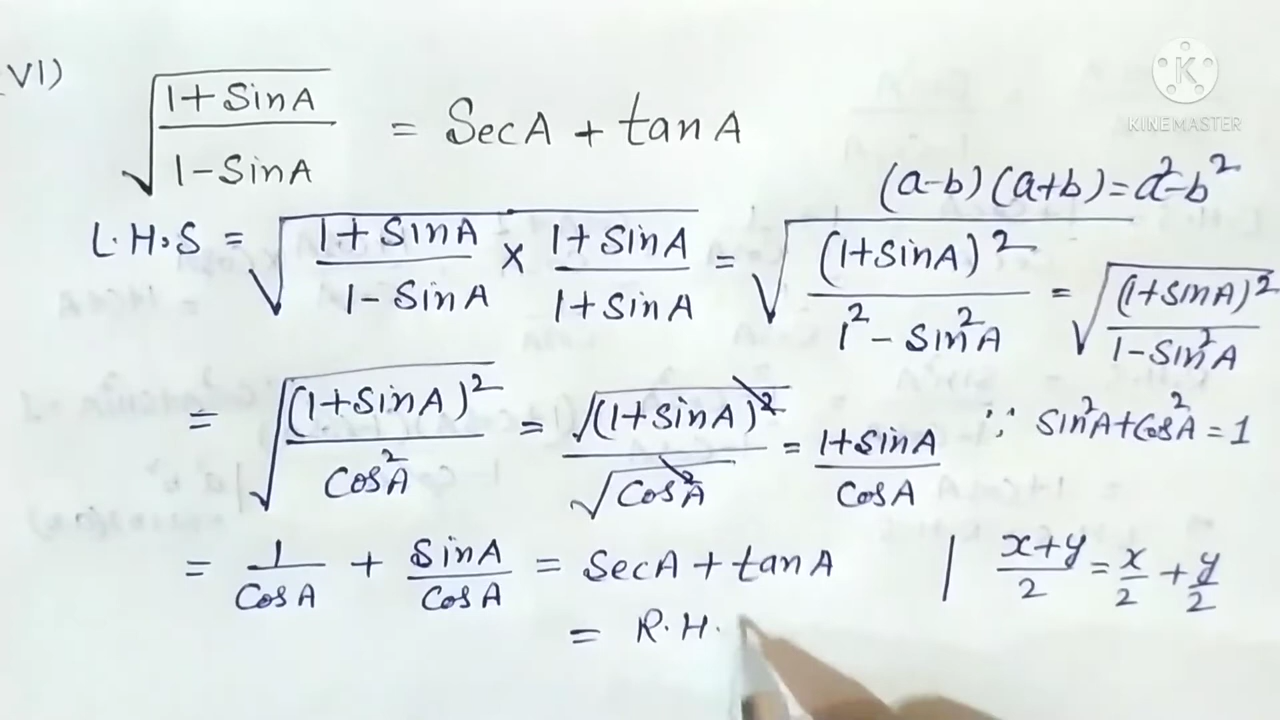 VI)
√((1+SinA)/(1-SinA)) = SecA + tanA
KINEMASTER
(a-b)(a+b)=a²-b²
L.H.S = √((1+SinA)/(1-SinA) × (1+SinA)/(1+SinA)) = √((1+SinA)²/(1²-Sin²A)) = √((1+SinA)²/(1-Sin²A))
= √((1+SinA)²/Cos²A) = √(1+SinA)²/√Cos²A = (1+SinA)/CosA ∵ Sin²A+Cos²A=1
= 1/CosA + SinA/CosA = SecA+tanA | (x+y)/2 = x/2 + y/2
= R.H.